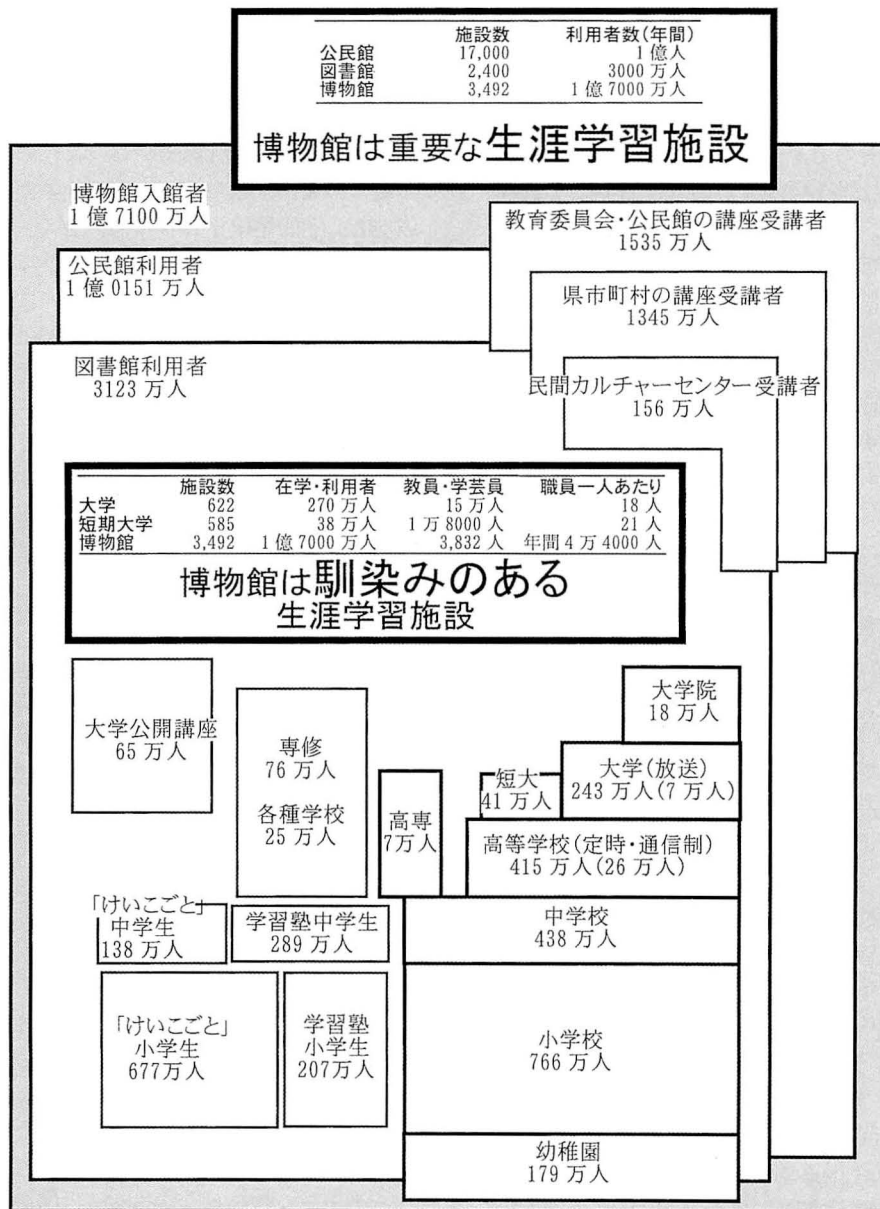 施設数 利用者数(年間)
公民館 17,000 1億人
図書館 2,400 3000万人
博物館 3,492 1億7000万人
博物館は重要な生涯学習施設
博物館入館者
1億7100万人
教育委員会・公民館の講座受講者
1535万人
公民館利用者
1億0151万人
県市町村の講座受講者
1345万人
図書館利用者
3123万人
民間カルチャーセンター受講者
156万人
施設数 在学・利用者 教員・学芸員 職員一人あたり
大学 622 270万人 15万人 18人
短期大学 585 38万人 1万8000人 21人
博物館 3,492 1億7000万人 3,832人 年間4万4000人
博物館は馴染みのある
生涯学習施設
大学院
18万人
大学公開講座
65万人
専修
76万人
各種学校
25万人
高専
7万人
短大
41万人
大学(放送)
243万人(7万人)
高等学校(定時・通信制)
415万人(26万人)
「けいこごと」
中学生
138万人
学習塾中学生
289万人
中学校
438万人
「けいこごと」
小学生
677万人
学習塾
小学生
207万人
小学校
766万人
幼稚園
179万人